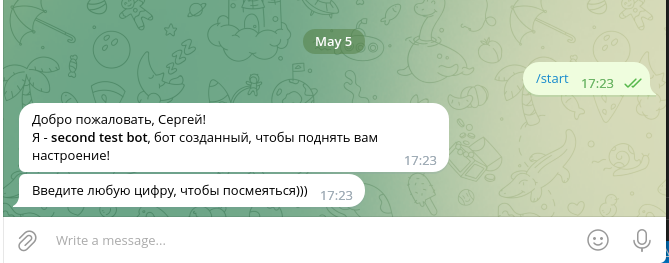 May 5
/start 17:23
Добро пожаловать, Сергей!
Я - second test bot, бот созданный, чтобы поднять вам
настроение!
17:23
Введите любую цифру, чтобы посмеяться))) 17:23
Write a message...